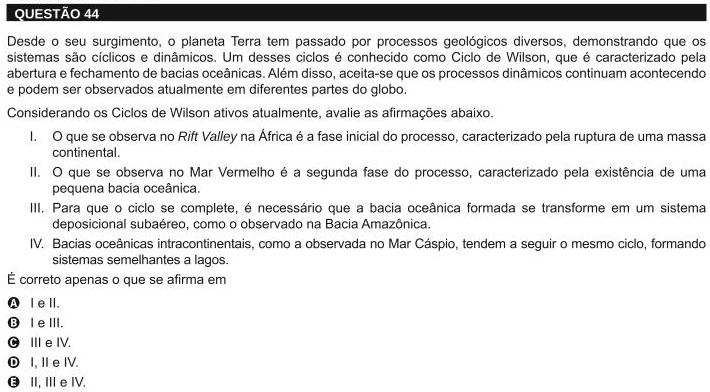 QUESTÃO 44
Desde o seu surgimento, o planeta Terra tem passado por processos geológicos diversos, demonstrando que os
sistemas são cíclicos e dinâmicos. Um desses ciclos é conhecido como Ciclo de Wilson, que é caracterizado pela
abertura e fechamento de bacias oceânicas. Além disso, aceita-se que os processos dinâmicos continuam acontecendo
e podem ser observados atualmente em diferentes partes do globo.
Considerando os Ciclos de Wilson ativos atualmente, avalie as afirmações abaixo.
I. O que se observa no Rift Valley na África é a fase inicial do processo, caracterizado pela ruptura de uma massa
continental.
II. O que se observa no Mar Vermelho é a segunda fase do processo, caracterizado pela existência de uma
pequena bacia oceânica.
III. Para que o ciclo se complete, é necessário que a bacia oceânica formada se transforme em um sistema
deposicional subaéreo, como o observado na Bacia Amazônica.
IV. Bacias oceânicas intracontinentais, como a observada no Mar Cáspio, tendem a seguir o mesmo ciclo, formando
sistemas semelhantes a lagos.
É correto apenas o que se afirma em
A I e II.
B I e III.
C III e IV.
D I, II e IV.
E II, III e IV.